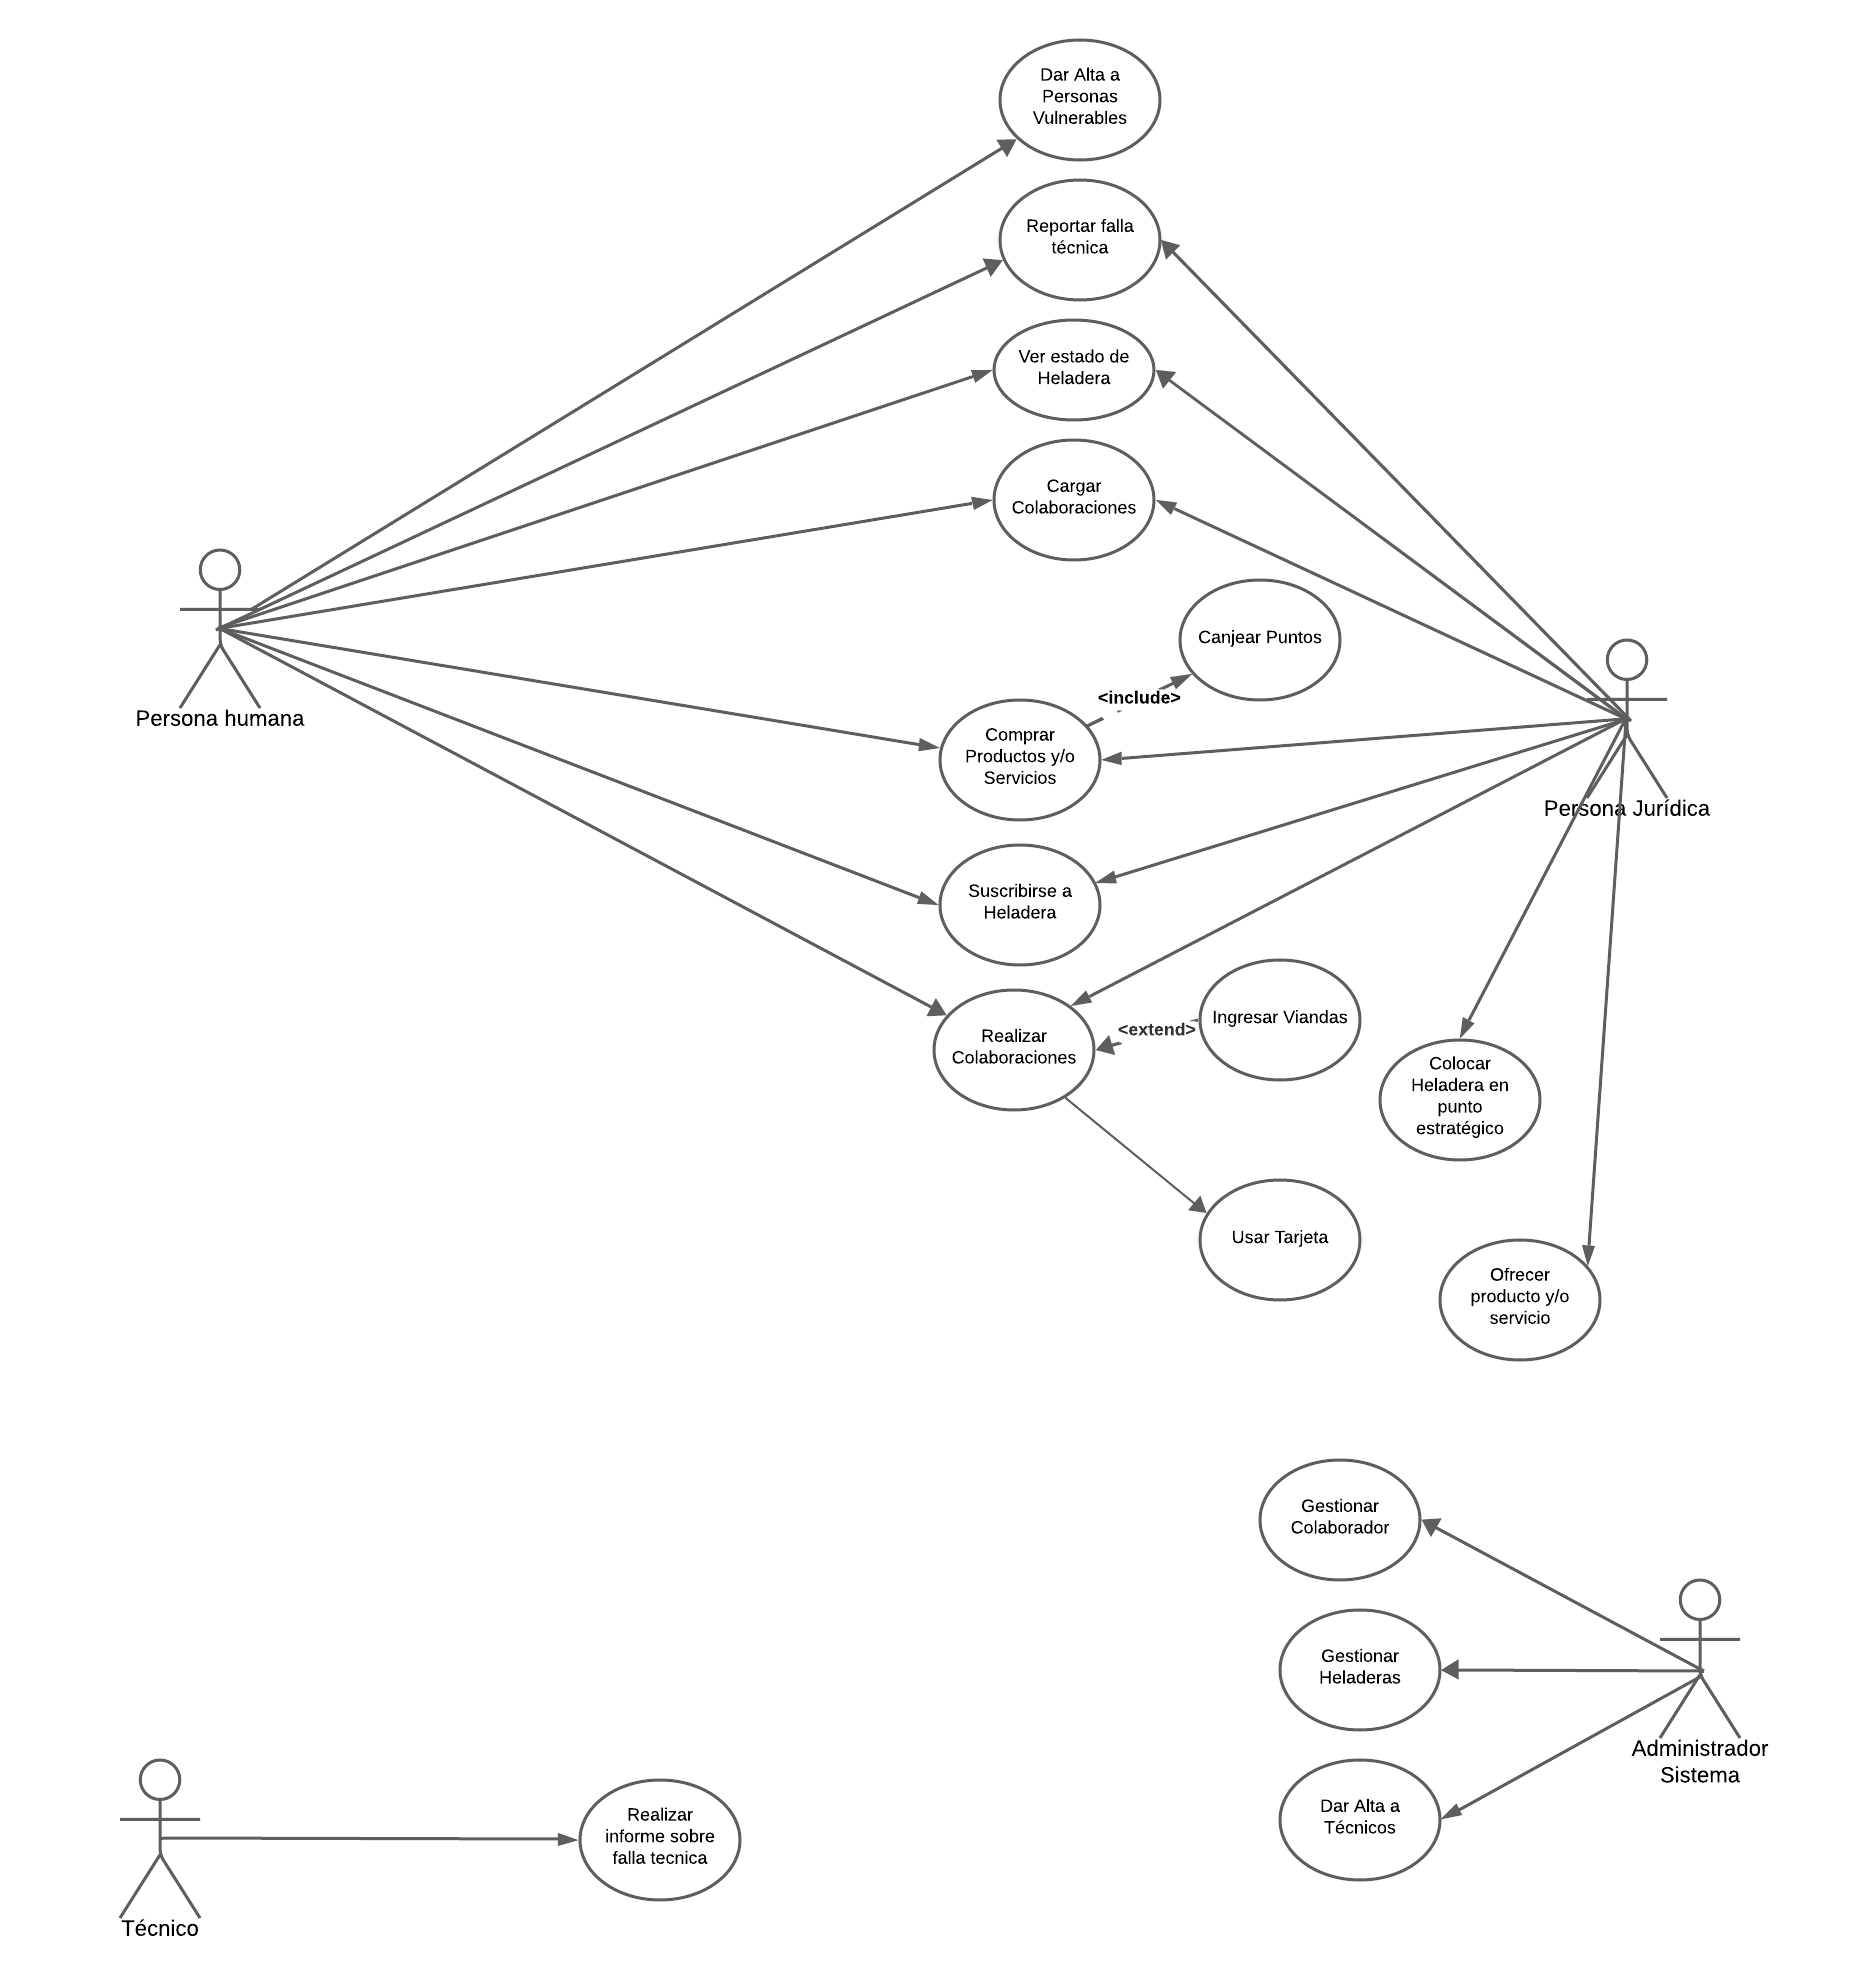 Dar Alta a
Personas
Vulnerables
Reportar falla
técnica
Ver estado de
Heladera
Cargar
Colaboraciones
Canjear Puntos
<include>
Persona humana
Comprar
Productos y/o
Servicios
Persona Jurídica
Suscribirse a
Heladera
Ingresar Viandas
<extend>
Realizar
Colaboraciones
Colocar
Heladera en
punto
estratégico
Usar Tarjeta
Ofrecer
producto y/o
servicio
Gestionar
Colaborador
Gestionar
Heladeras
Administrador
Sistema
Dar Alta a
Técnicos
Realizar
informe sobre
falla tecnica
Técnico